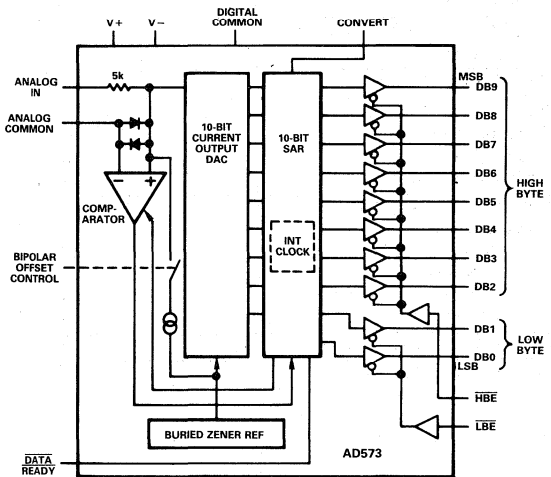 V+ V− DIGITAL COMMON CONVERT
ANALOG IN
5k
ANALOG COMMON
10-BIT CURRENT OUTPUT DAC
10-BIT SAR
INT CLOCK
− +
COMP-
ARATOR
BIPOLAR OFFSET CONTROL
BURIED ZENER REF
DATA READY
AD573
MSB
DB9
DB8
DB7
DB6
DB5
DB4
DB3
DB2
HIGH BYTE
DB1
DB0
LSB
LOW BYTE
HBE
LBE